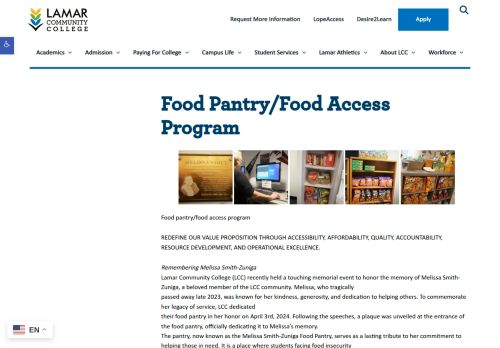 LAMAR
COMMUNITY
COLLEGE
Request More Information LopeAccess Desire2Learn Apply
Academics Admission Paying For College Campus Life Student Services Lamar Athletics About LCC Workforce
Food Pantry/Food Access
Program
Food pantry/food access program
REDEFINE OUR VALUE PROPOSITION THROUGH ACCESSIBILITY, AFFORDABILITY, QUALITY, ACCOUNTABILITY,
RESOURCE DEVELOPMENT, AND OPERATIONAL EXCELLENCE.
Remembering Melissa Smith-Zuniga
Lamar Community College (LCC) recently held a touching memorial event to honor the memory of Melissa Smith-
Zuniga, a beloved member of the LCC community. Melissa, who tragically
passed away late 2023, was known for her kindness, generosity, and dedication to helping others. To commemorate
her legacy of service, LCC dedicated
their food pantry in her honor on April 3rd, 2024. Following the speeches, a plaque was unveiled at the entrance
of the food pantry, officially dedicating it to Melissa's memory.
The pantry, now known as the Melissa Smith-Zuniga Food Pantry, serves as a lasting tribute to her commitment to
helping those in need. It is a place where students facing food insecurity
EN